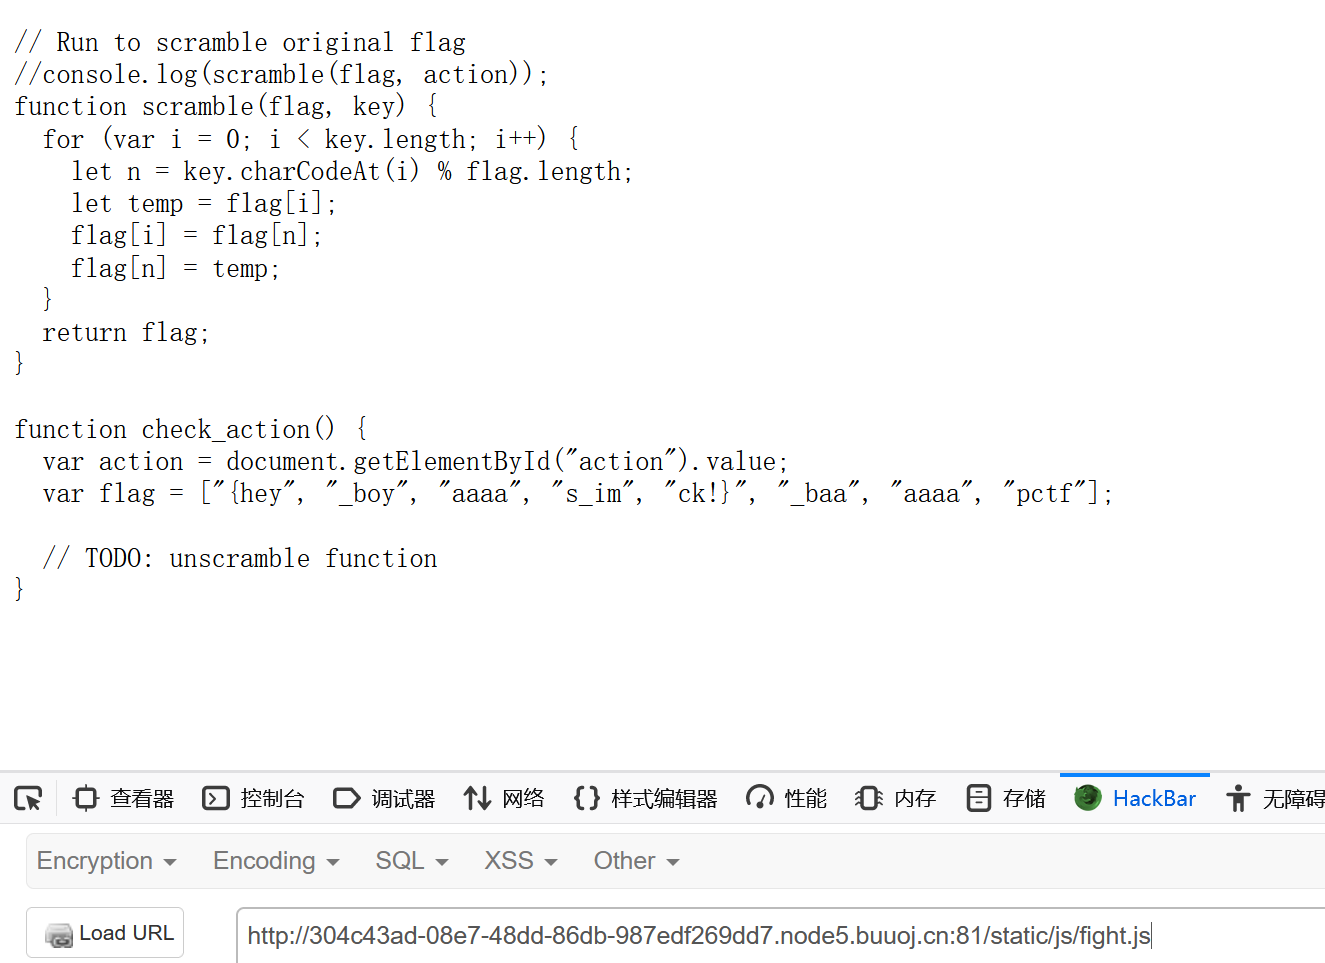 // Run to scramble original flag
//console.log(scramble(flag, action));
function scramble(flag, key) {
  for (var i = 0; i < key.length; i++) {
    let n = key.charCodeAt(i) % flag.length;
    let temp = flag[i];
    flag[i] = flag[n];
    flag[n] = temp;
  }
  return flag;
}

function check_action() {
  var action = document.getElementById("action").value;
  var flag = ["{hey", "_boy", "aaaa", "s_im", "ck!}", "_baa", "aaaa", "pctf"];

  // TODO: unscramble function
}
查看器 控制台 调试器 网络 {} 样式编辑器 性能 内存 存储 HackBar 无障碍
Encryption Encoding SQL XSS Other
Load URL http://304c43ad-08e7-48dd-86db-987edf269dd7.node5.buuoj.cn:81/static/js/fight.js